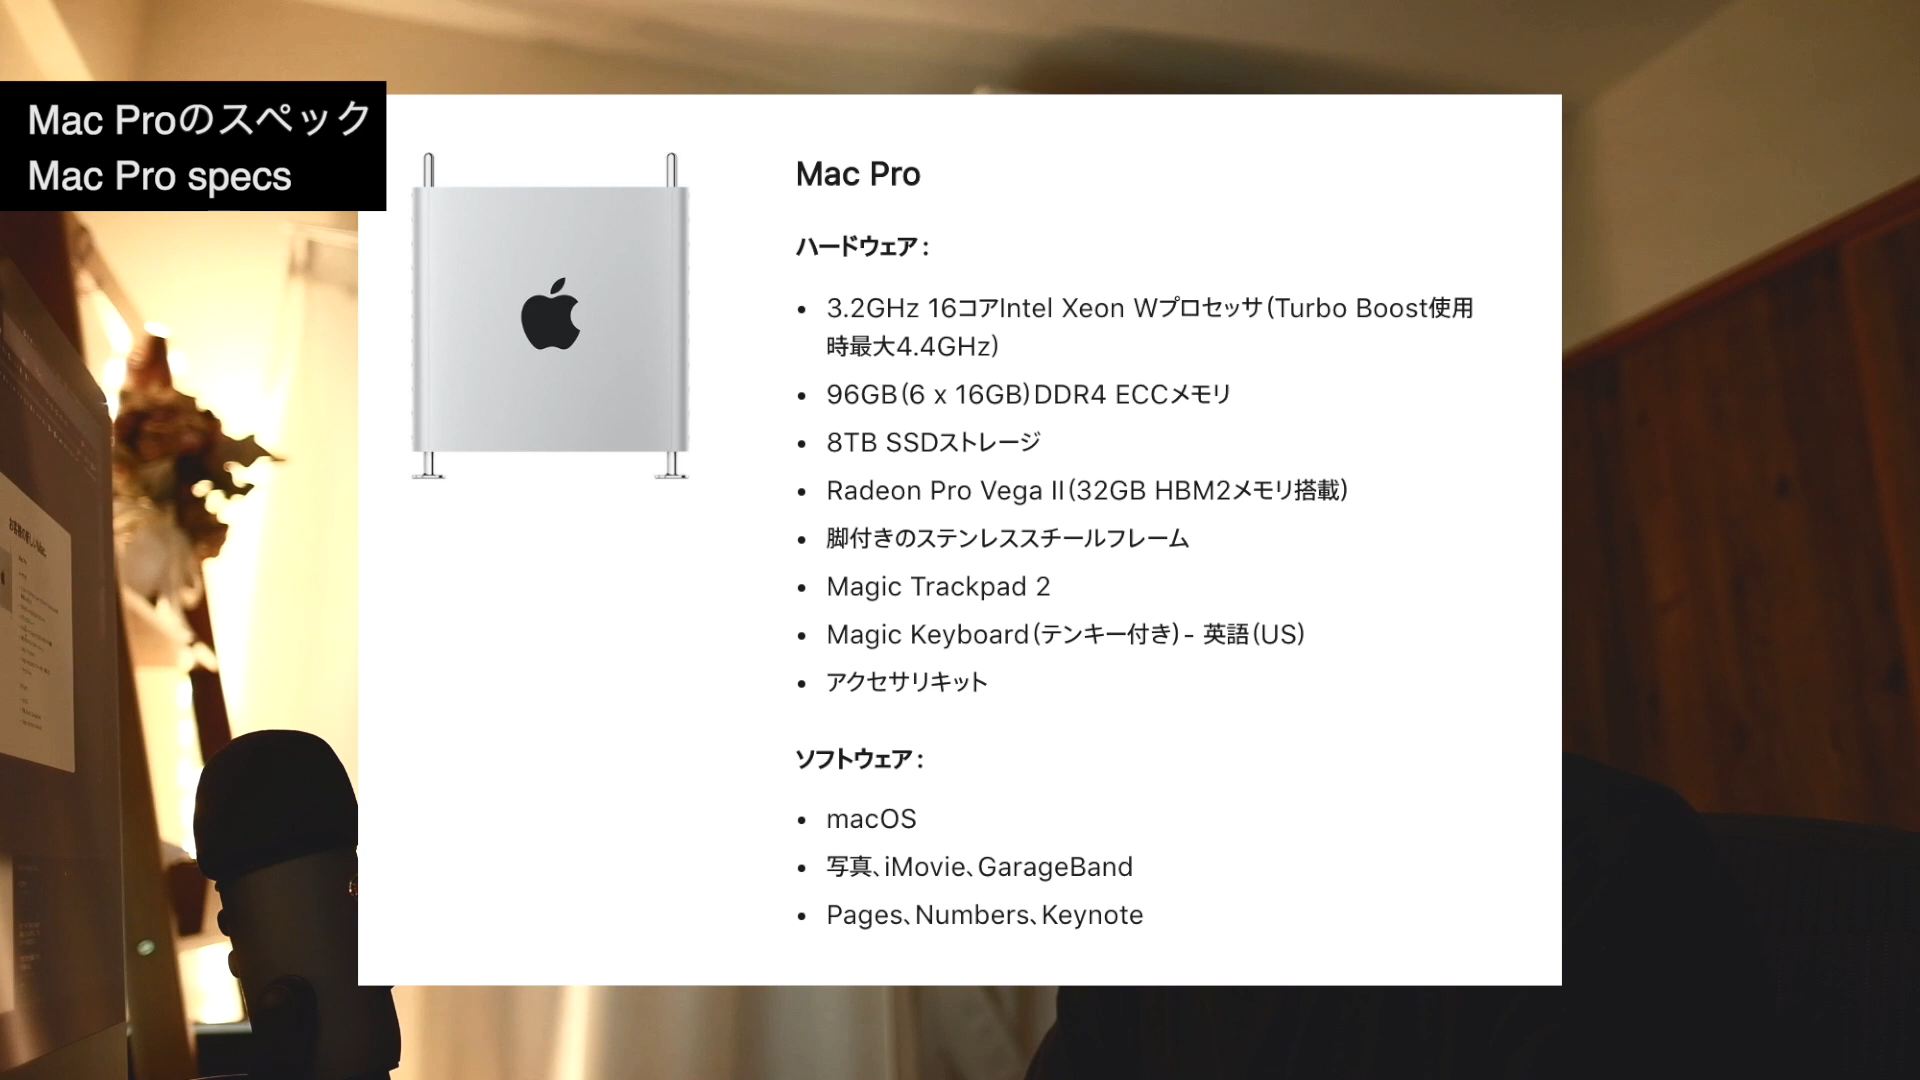 Mac Proのスペック
Mac Pro specs
Mac Pro
ハードウェア：
• 3.2GHz 16コアIntel Xeon Wプロセッサ（Turbo Boost使用
時最大4.4GHz）
• 96GB（6 x 16GB）DDR4 ECCメモリ
• 8TB SSDストレージ
• Radeon Pro Vega II（32GB HBM2メモリ搭載）
• 脚付きのステンレススチールフレーム
• Magic Trackpad 2
• Magic Keyboard（テンキー付き）- 英語（US）
• アクセサリキット
ソフトウェア：
• macOS
• 写真、iMovie、GarageBand
• Pages、Numbers、Keynote